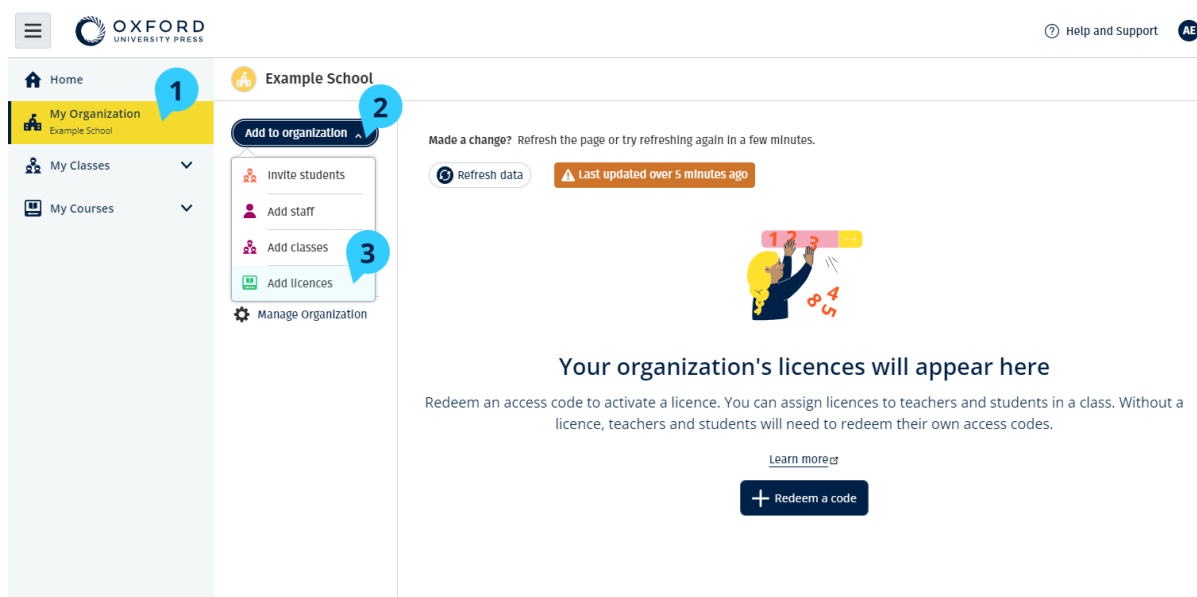 OXFORD
UNIVERSITY PRESS
Help and Support
AE
Home
1
My Organization
Example School
My Classes
My Courses
Example School
2
Add to organization
Invite students
Add staff
Add classes
3
Add licences
Manage Organization
Made a change? Refresh the page or try refreshing again in a few minutes.
Refresh data
Last updated over 5 minutes ago
1 2 3
4
8 5
Your organization's licences will appear here
Redeem an access code to activate a licence. You can assign licences to teachers and students in a class. Without a
licence, teachers and students will need to redeem their own access codes.
Learn more
Redeem a code